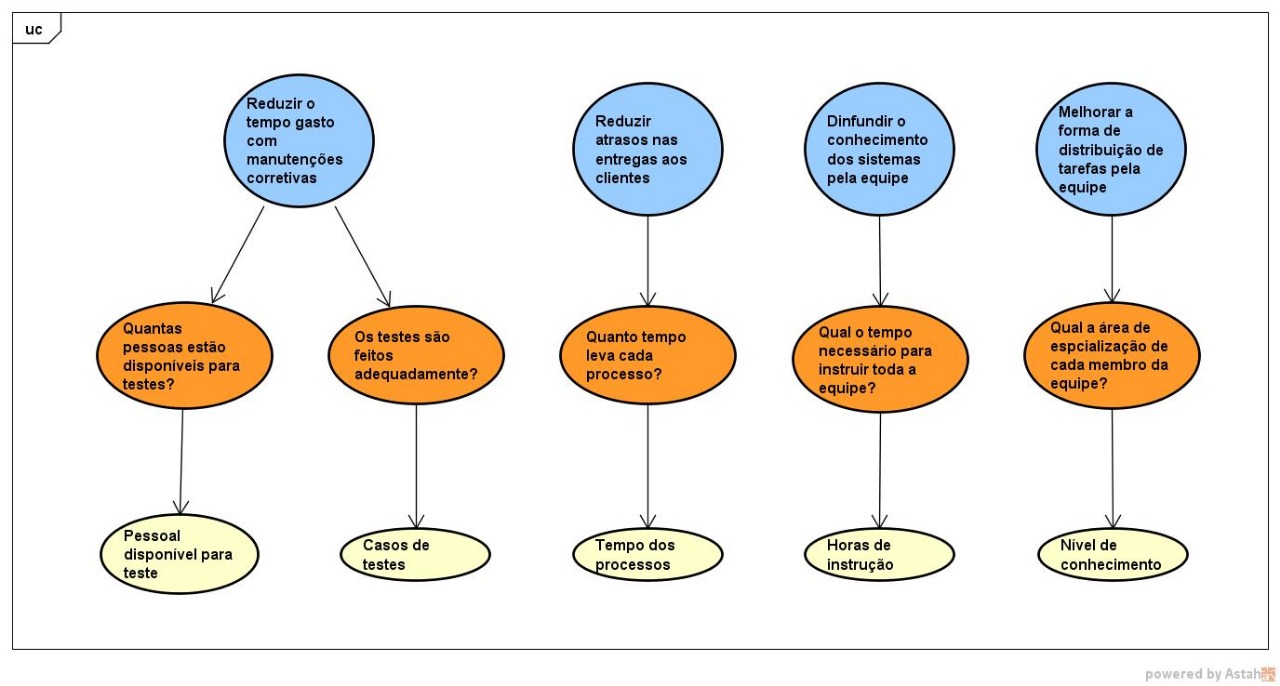 uc
Reduzir o
tempo gasto
com
manutenções
corretivas
Reduzir
atrasos nas
entregas aos
clientes
Dinfundir o
conhecimento
dos sistemas
pela equipe
Melhorar a
forma de
distribuição de
tarefas pela
equipe
Quantas
pessoas estão
disponíveis para
testes?
Os testes são
feitos
adequadamente?
Quanto tempo
leva cada
processo?
Qual o tempo
necessário para
instruir toda a
equipe?
Qual a área de
espcialização de
cada membro da
equipe?
Pessoal
disponível para
teste
Casos de
testes
Tempo dos
processos
Horas de
instrução
Nível de
conhecimento
powered by Astah